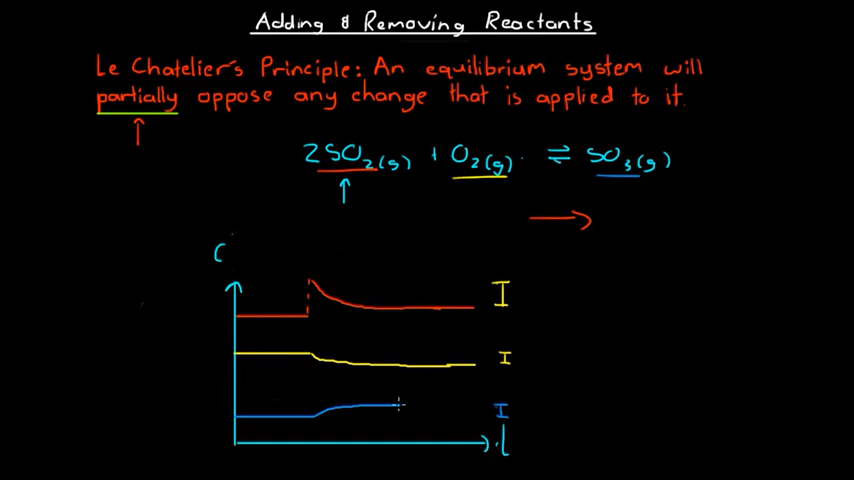 Adding & Removing Reactants
Le Chatelier's Principle: An equilibrium system will
partially oppose any change that is applied to it.
2SO₂(g) + O₂(g) ⇌ SO₃(g)
C
I
I
I